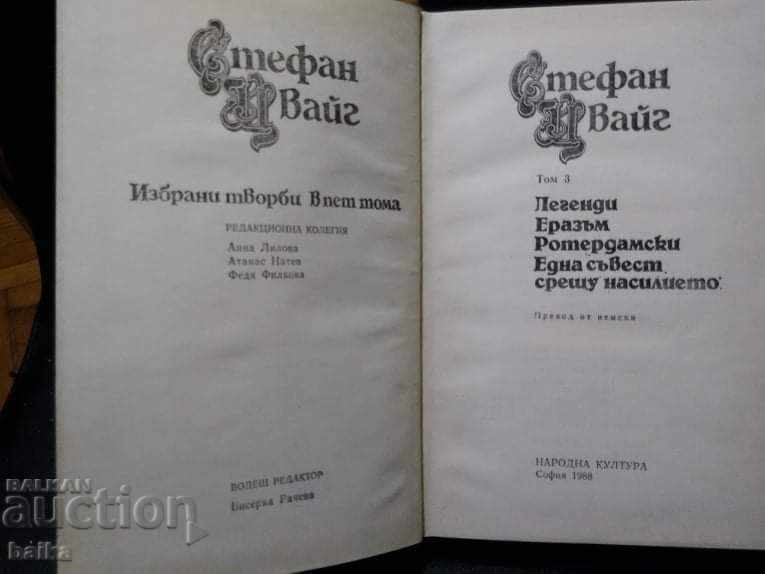 Стефан
Цвайг
Избрани творби в пет тома
РЕДАКЦИОННА КОЛЕГИЯ
Анна Лилова
Атанас Натев
Федя Филкова
ВОДЕЩ РЕДАКТОР
Бисерка Рачева
Стефан
Цвайг
Том 3
Легенди
Еразъм
Ротердамски
Една съвест
срещу насилието
Превод от немски
НАРОДНА КУЛТУРА
София 1988
BALKAN
auction
baika